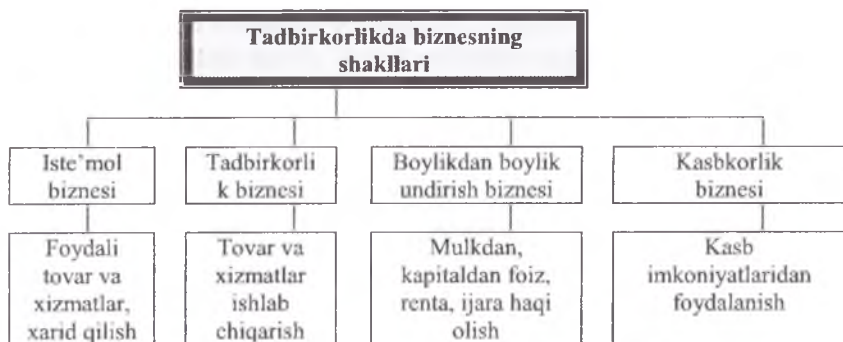 Tadbirkorlikda biznesning
shakllari
Iste'mol
biznesi
Tadbirkorli
k biznesi
Boylikdan boylik
undirish biznesi
Kasbkorlik
biznesi
Foydali
tovar va
xizmatlar,
xarid qilish
Tovar va
xizmatlar
ishlab
chiqarish
Mulkdan,
kapitaldan foiz,
renta, ijara haqi
olish
Kasb
imkoniyatlaridan
foydalanish